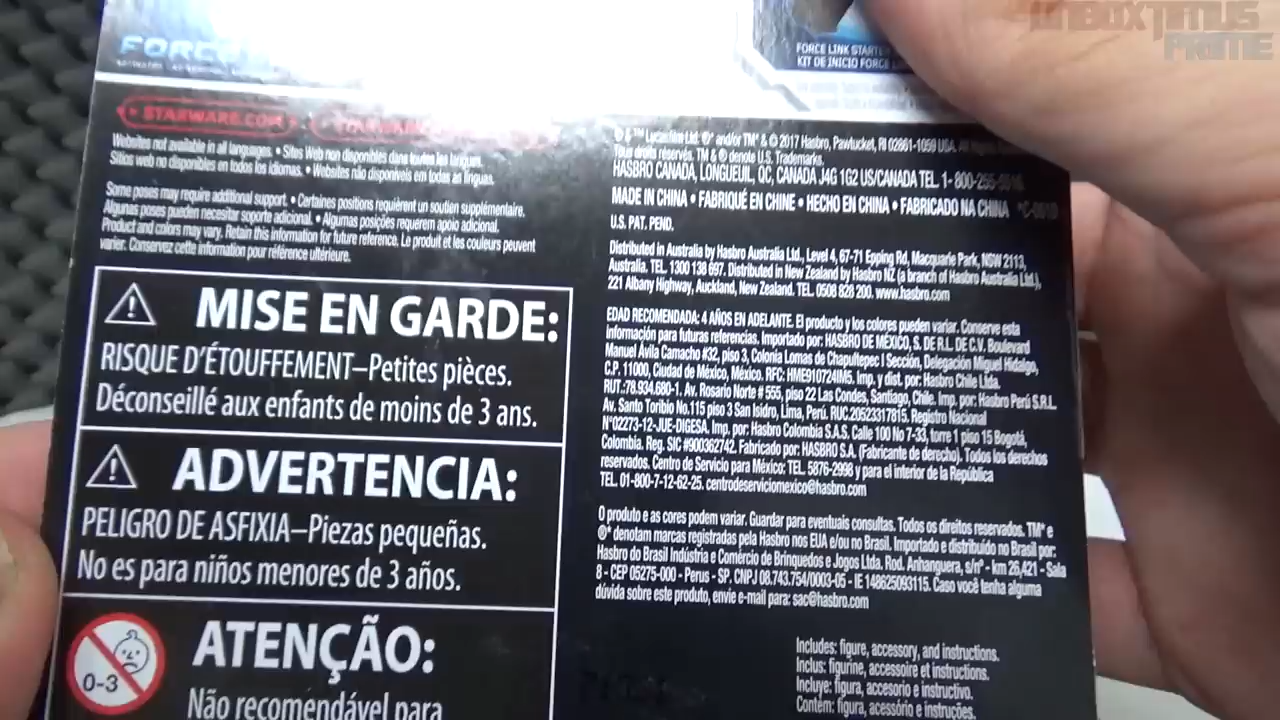 UNBOXTIMUS
PRIME
FORCE
FORCE LINK STARTER
KIT DE INICIO FORCE
STARWARS.COM
Websites not available in all languages. • Sites Web non disponibles dans toutes les langues.
Sitios web no disponibles en todos los idiomas. • Websites não disponíveis em todas as línguas.
Some poses may require additional support. • Certaines positions requièrent un soutien supplémentaire.
Algunas poses pueden necesitar soporte adicional. • Algumas posições requerem apoio adicional.
Product and colors may vary. Retain this information for future reference. Le produit et les couleurs peuvent
varier. Conservez cette information pour référence ultérieure.
MISE EN GARDE:
RISQUE D'ÉTOUFFEMENT–Petites pièces.
Déconseillé aux enfants de moins de 3 ans.
ADVERTENCIA:
PELIGRO DE ASFIXIA–Piezas pequeñas.
No es para niños menores de 3 años.
0-3
ATENÇÃO:
Não recomendável para
© & ™ Lucasfilm Ltd. ®* and/or TM* & © 2017 Hasbro, Pawtucket, RI 02861-1059 USA. All Rights
Tous droits réservés. TM & ® denote U.S. Trademarks.
HASBRO CANADA, LONGUEUIL, QC, CANADA J4G 1G2 US/CANADA TEL. 1-800-255-
MADE IN CHINA • FABRIQUÉ EN CHINE • HECHO EN CHINA • FABRICADO NA CHINA
U.S. PAT. PEND.
Distributed in Australia by Hasbro Australia Ltd., Level 4, 67-71 Epping Rd, Macquarie Park, NSW 2113,
Australia. TEL. 1300 138 697. Distributed in New Zealand by Hasbro NZ (a branch of Hasbro Australia Ltd.),
221 Albany Highway, Auckland, New Zealand. TEL. 0508 828 200. www.hasbro.com
EDAD RECOMENDADA: 4 AÑOS EN ADELANTE. El producto y los colores pueden variar. Conserve esta
información para futuras referencias. Importado por: HASBRO DE MÉXICO, S. DE R.L. DE C.V. Boulevard
Manuel Ávila Camacho #32, piso 3, Colonia Lomas de Chapultepec I Sección, Delegación Miguel Hidalgo,
C.P. 11000, Ciudad de México, México. RFC: HME910724IM5. Imp. y dist. por: Hasbro Chile Ltda.
RUT.:78.934.680-1. Av. Rosario Norte # 555, piso 22 Las Condes, Santiago, Chile. Imp. por: Hasbro Perú S.R.L.
Av. Santo Toribio No.115 piso 3 San Isidro, Lima, Perú. RUC.20523317815. Registro Nacional
N°02273-12-JUE-DIGESA. Imp. por: Hasbro Colombia S.A.S. Calle 100 No 7-33, torre 1 piso 15 Bogotá,
Colombia. Reg. SIC #900362742. Fabricado por: HASBRO S.A. (Fabricante de derecho). Todos los derechos
reservados. Centro de Servicio para México: TEL. 5876-2998 y para el interior de la República
TEL. 01-800-7-12-62-25. centrodeserviciomexico@hasbro.com
O produto e as cores podem variar. Guardar para eventuais consultas. Todos os direitos reservados. TM* e
®* denotam marcas registradas pela Hasbro nos EUA e/ou no Brasil. Importado e distribuído no Brasil por:
Hasbro do Brasil Indústria e Comércio de Brinquedos e Jogos Ltda. Rod. Anhanguera, s/nº - km 26,421 - Sala
8 - CEP 05275-000 - Perus - SP. CNPJ 08.743.754/0003-05 - IE 148625093115. Caso você tenha alguma
dúvida sobre este produto, envie e-mail para: sac@hasbro.com
Includes: figure, accessory, and instructions.
Inclus: figurine, accessoire et instructions.
Incluye: figura, accesorio e instructivo.
Contém: figura, acessório e instruções.